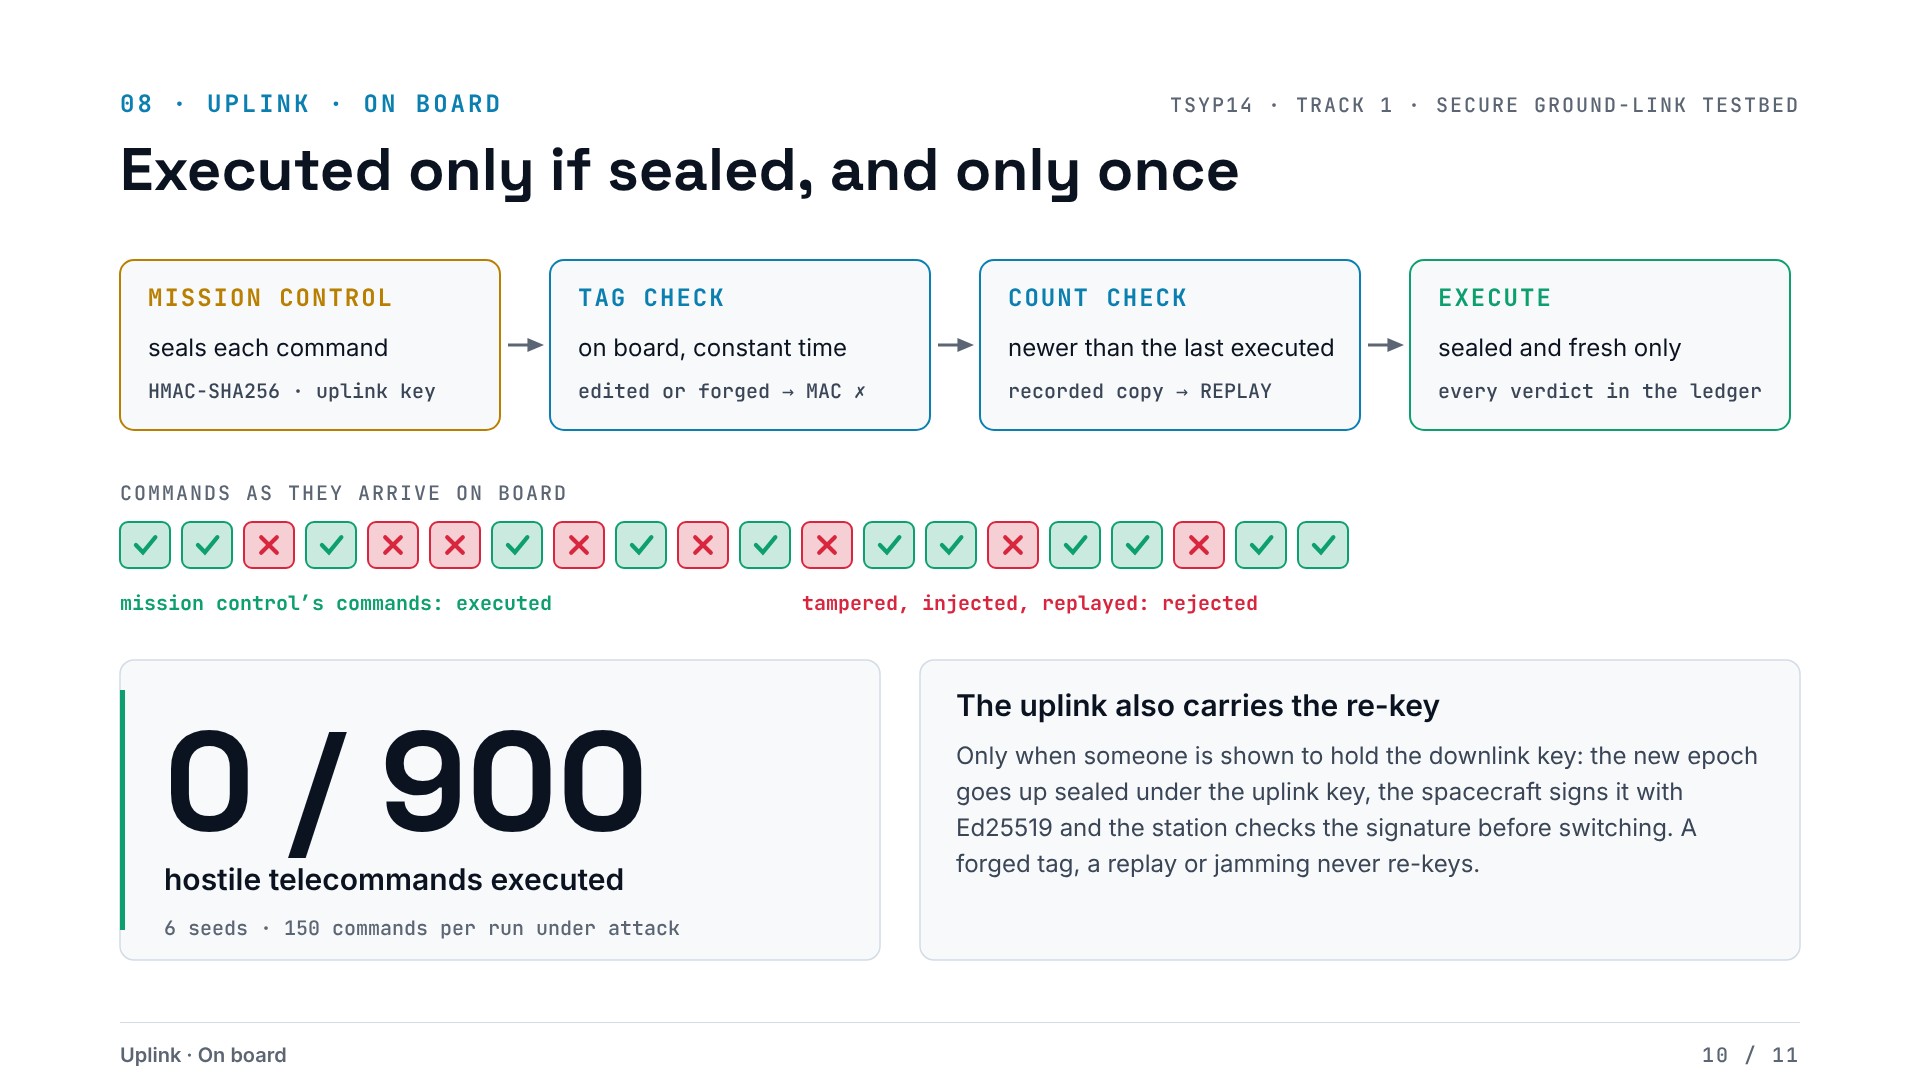 08 · UPLINK · ON BOARD
TSYP14 · TRACK 1 · SECURE GROUND-LINK TESTBED
Executed only if sealed, and only once
MISSION CONTROL
seals each command
HMAC-SHA256 · uplink key
TAG CHECK
on board, constant time
edited or forged → MAC ✗
COUNT CHECK
newer than the last executed
recorded copy → REPLAY
EXECUTE
sealed and fresh only
every verdict in the ledger
COMMANDS AS THEY ARRIVE ON BOARD
mission control’s commands: executed
tampered, injected, replayed: rejected
0 / 900
hostile telecommands executed
6 seeds · 150 commands per run under attack
The uplink also carries the re-key
Only when someone is shown to hold the downlink key: the new epoch
goes up sealed under the uplink key, the spacecraft signs it with
Ed25519 and the station checks the signature before switching. A
forged tag, a replay or jamming never re-keys.
Uplink · On board
10 / 11